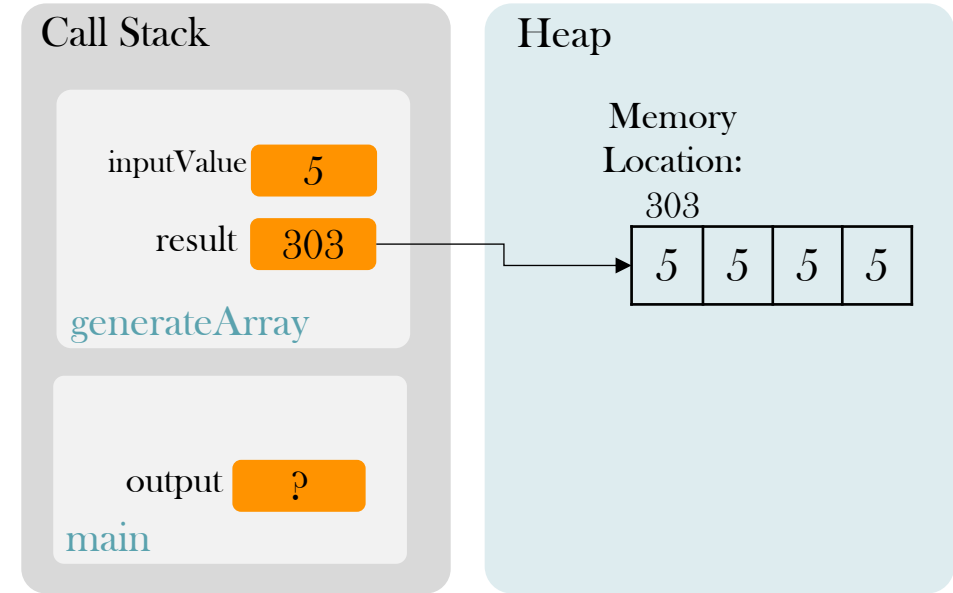 Call Stack
inputValue 5
result 303
generateArray
output ?
main
Heap
Memory
Location:
303
5 5 5 5